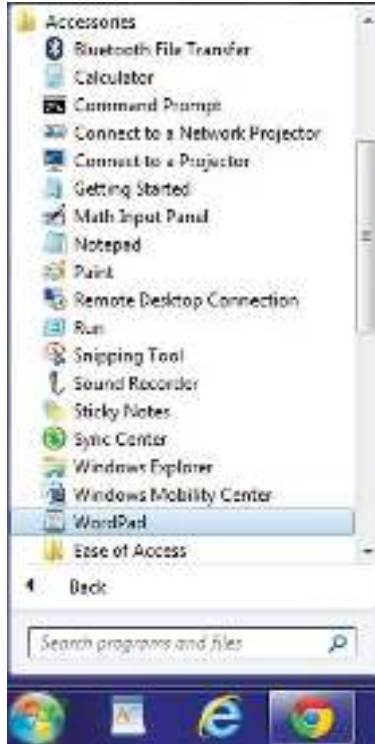 Accessories
Bluetooth File Transfer
Calculator
Command Prompt
Connect to a Network Projector
Connect to a Projector
Getting Started
Math Input Panel
Notepad
Paint
Remote Desktop Connection
Run
Snipping Tool
Sound Recorder
Sticky Notes
Sync Center
Windows Explorer
Windows Mobility Center
WordPad
Ease of Access
Back
Search programs and files